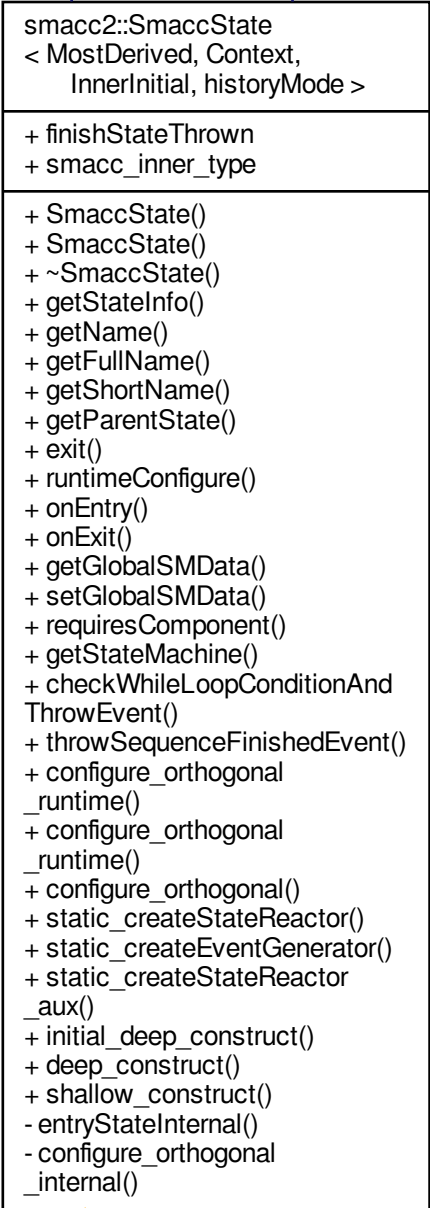 smacc2::SmaccState
< MostDerived, Context,
InnerInitial, historyMode >
+ finishStateThrown
+ smacc_inner_type
+ SmaccState()
+ SmaccState()
+ ~SmaccState()
+ getStateInfo()
+ getName()
+ getFullName()
+ getShortName()
+ getParentState()
+ exit()
+ runtimeConfigure()
+ onEntry()
+ onExit()
+ getGlobalSMData()
+ setGlobalSMData()
+ requiresComponent()
+ getStateMachine()
+ checkWhileLoopConditionAnd
ThrowEvent()
+ throwSequenceFinishedEvent()
+ configure_orthogonal
_runtime()
+ configure_orthogonal
_runtime()
+ configure_orthogonal()
+ static_createStateReactor()
+ static_createEventGenerator()
+ static_createStateReactor
_aux()
+ initial_deep_construct()
+ deep_construct()
+ shallow_construct()
- entryStateInternal()
- configure_orthogonal
_internal()